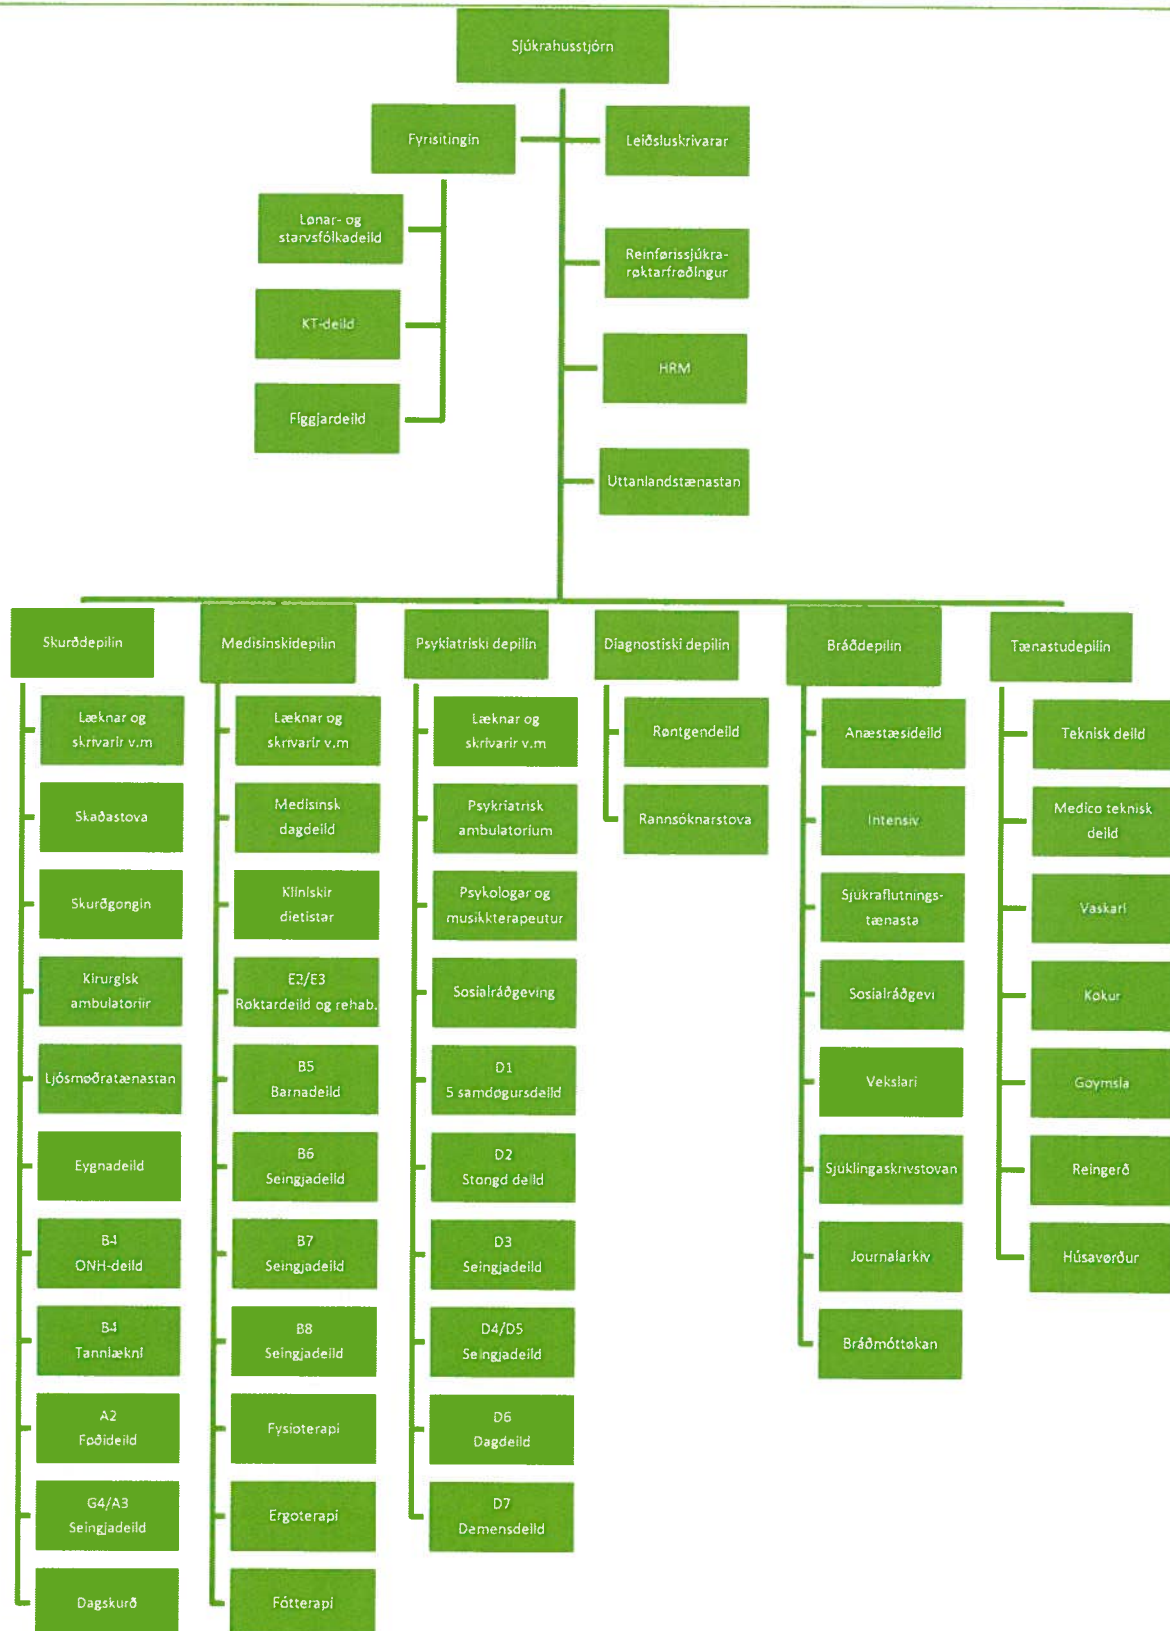 Sjúkrahusstjórn
Fyrisitingin
Leiðsluskrivarar
Lønar- og
starvsfólkadeild
Reinførissjúkra-
røktarfrøðingur
KT-deild
HRM
Fíggjardeild
Uttanlandstænastan
Skurðdepilin
Læknar og
skrivarir v.m
Skaðastova
Skurðgongin
Kirurgisk
ambulatoriir
Ljósmøðratænastan
Eygnadeild
B4
ONH-deild
B4
Tannlækni
A2
Føðideild
G4/A3
Seingjadeild
Dagskurð
Medisinskidepilin
Læknar og
skrivarir v.m
Medisinsk
dagdeild
Kliniskir
dietistar
E2/E3
Røktardeild og rehab.
B5
Barnadeild
B6
Seingjadeild
B7
Seingjadeild
B8
Seingjadeild
Fysioterapi
Ergoterapi
Fótterapi
Psykiatriski depilin
Læknar og
skrivarir v.m
Psykriatrisk
ambulatorium
Psykologar og
musikkterapeutur
Sosialráðgeving
D1
5 samdøgursdeild
D2
Stongd deild
D3
Seingjadeild
D4/D5
Seingjadeild
D6
Dagdeild
D7
Demensdeild
Diagnostiski depilin
Røntgendeild
Rannsóknarstova
Bráðdepilin
Anæstæsideild
Intensiv
Sjúkraflutnings-
tænasta
Sosialráðgevi
Vekslari
Sjúklingaskrivstovan
Journalarkiv
Bráðmóttøkan
Tænastudepilin
Teknisk deild
Medico teknisk
deild
Vaskarí
Køkur
Goymsla
Reingerð
Húsavørður